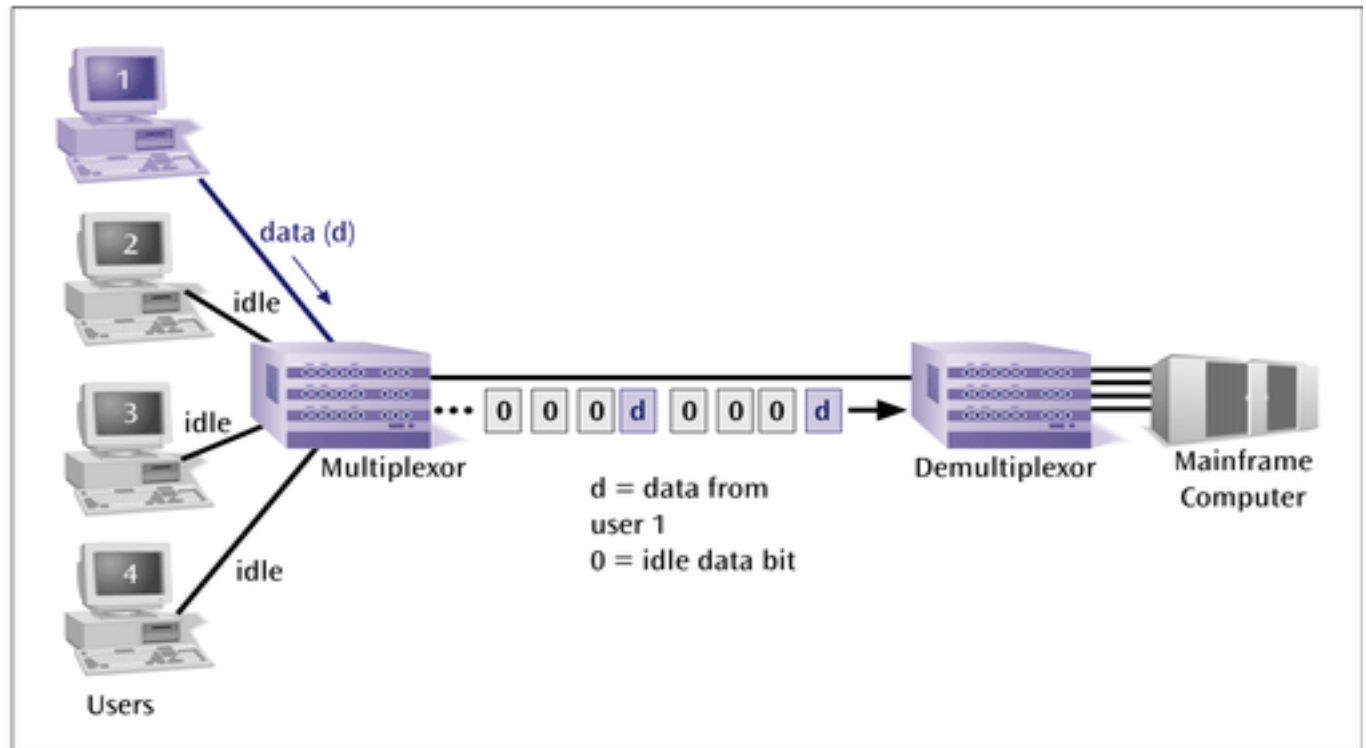 1
data (d)
2
idle
3
idle
••• 0 0 0 d 0 0 0 d
Multiplexor
Demultiplexor
Mainframe
Computer
d = data from
user 1
0 = idle data bit
4
idle
Users